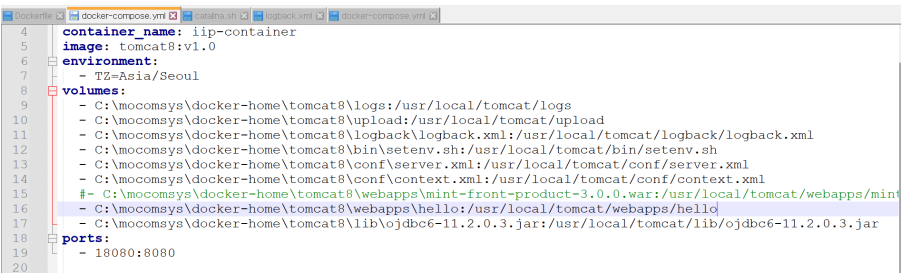 Dockerfile docker-compose.yml catalina.sh logback.xml docker-compose.yml
4 container_name: iip-container
5 image: tomcat8:v1.0
6 environment:
7 - TZ=Asia/Seoul
8 volumes:
9 - C:\mocomsys\docker-home\tomcat8\logs:/usr/local/tomcat/logs
10 - C:\mocomsys\docker-home\tomcat8\upload:/usr/local/tomcat/upload
11 - C:\mocomsys\docker-home\tomcat8\logback\logback.xml:/usr/local/tomcat/logback/logback.xml
12 - C:\mocomsys\docker-home\tomcat8\bin\setenv.sh:/usr/local/tomcat/bin/setenv.sh
13 - C:\mocomsys\docker-home\tomcat8\conf\server.xml:/usr/local/tomcat/conf/server.xml
14 - C:\mocomsys\docker-home\tomcat8\conf\context.xml:/usr/local/tomcat/conf/context.xml
15 #- C:\mocomsys\docker-home\tomcat8\webapps\mint-front-product-3.0.0.war:/usr/local/tomcat/webapps/mint
16 - C:\mocomsys\docker-home\tomcat8\webapps\hello:/usr/local/tomcat/webapps/hello
17 - C:\mocomsys\docker-home\tomcat8\lib\ojdbc6-11.2.0.3.jar:/usr/local/tomcat/lib/ojdbc6-11.2.0.3.jar
18 ports:
19 - 18080:8080
20